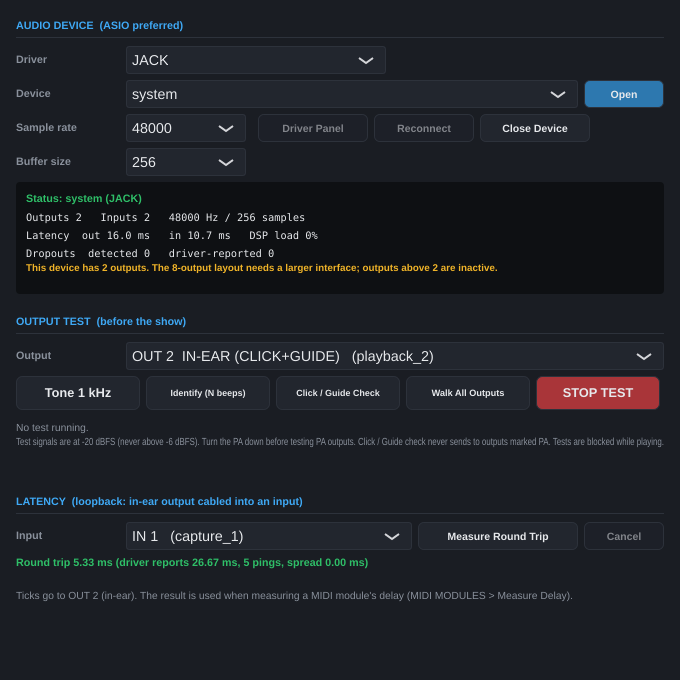 AUDIO DEVICE  (ASIO preferred)
Driver JACK
Device system Open
Sample rate 48000 Driver Panel Reconnect Close Device
Buffer size 256
Status: system (JACK)
Outputs 2   Inputs 2   48000 Hz / 256 samples
Latency  out 16.0 ms   in 10.7 ms   DSP load 0%
Dropouts  detected 0   driver-reported 0
This device has 2 outputs. The 8-output layout needs a larger interface; outputs above 2 are inactive.
OUTPUT TEST  (before the show)
Output OUT 2  IN-EAR (CLICK+GUIDE)   (playback_2)
Tone 1 kHz Identify (N beeps) Click / Guide Check Walk All Outputs STOP TEST
No test running.
Test signals are at -20 dBFS (never above -6 dBFS). Turn the PA down before testing PA outputs. Click / Guide check never sends to outputs marked PA. Tests are blocked while playing.
LATENCY  (loopback: in-ear output cabled into an input)
Input IN 1   (capture_1) Measure Round Trip Cancel
Round trip 5.33 ms (driver reports 26.67 ms, 5 pings, spread 0.00 ms)
Ticks go to OUT 2 (in-ear). The result is used when measuring a MIDI module's delay (MIDI MODULES > Measure Delay).